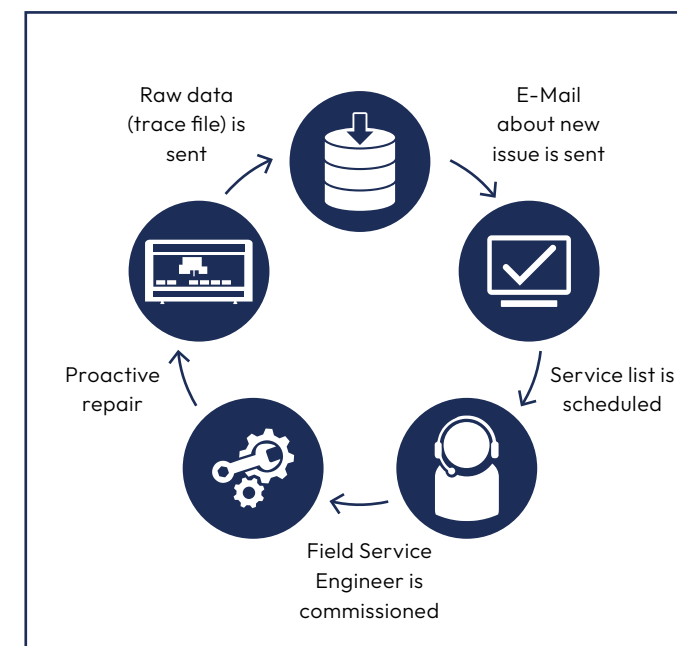 Raw data
(trace file) is
sent
E-Mail
about new
issue is sent
Proactive
repair
Service list is
scheduled
Field Service
Engineer is
commissioned